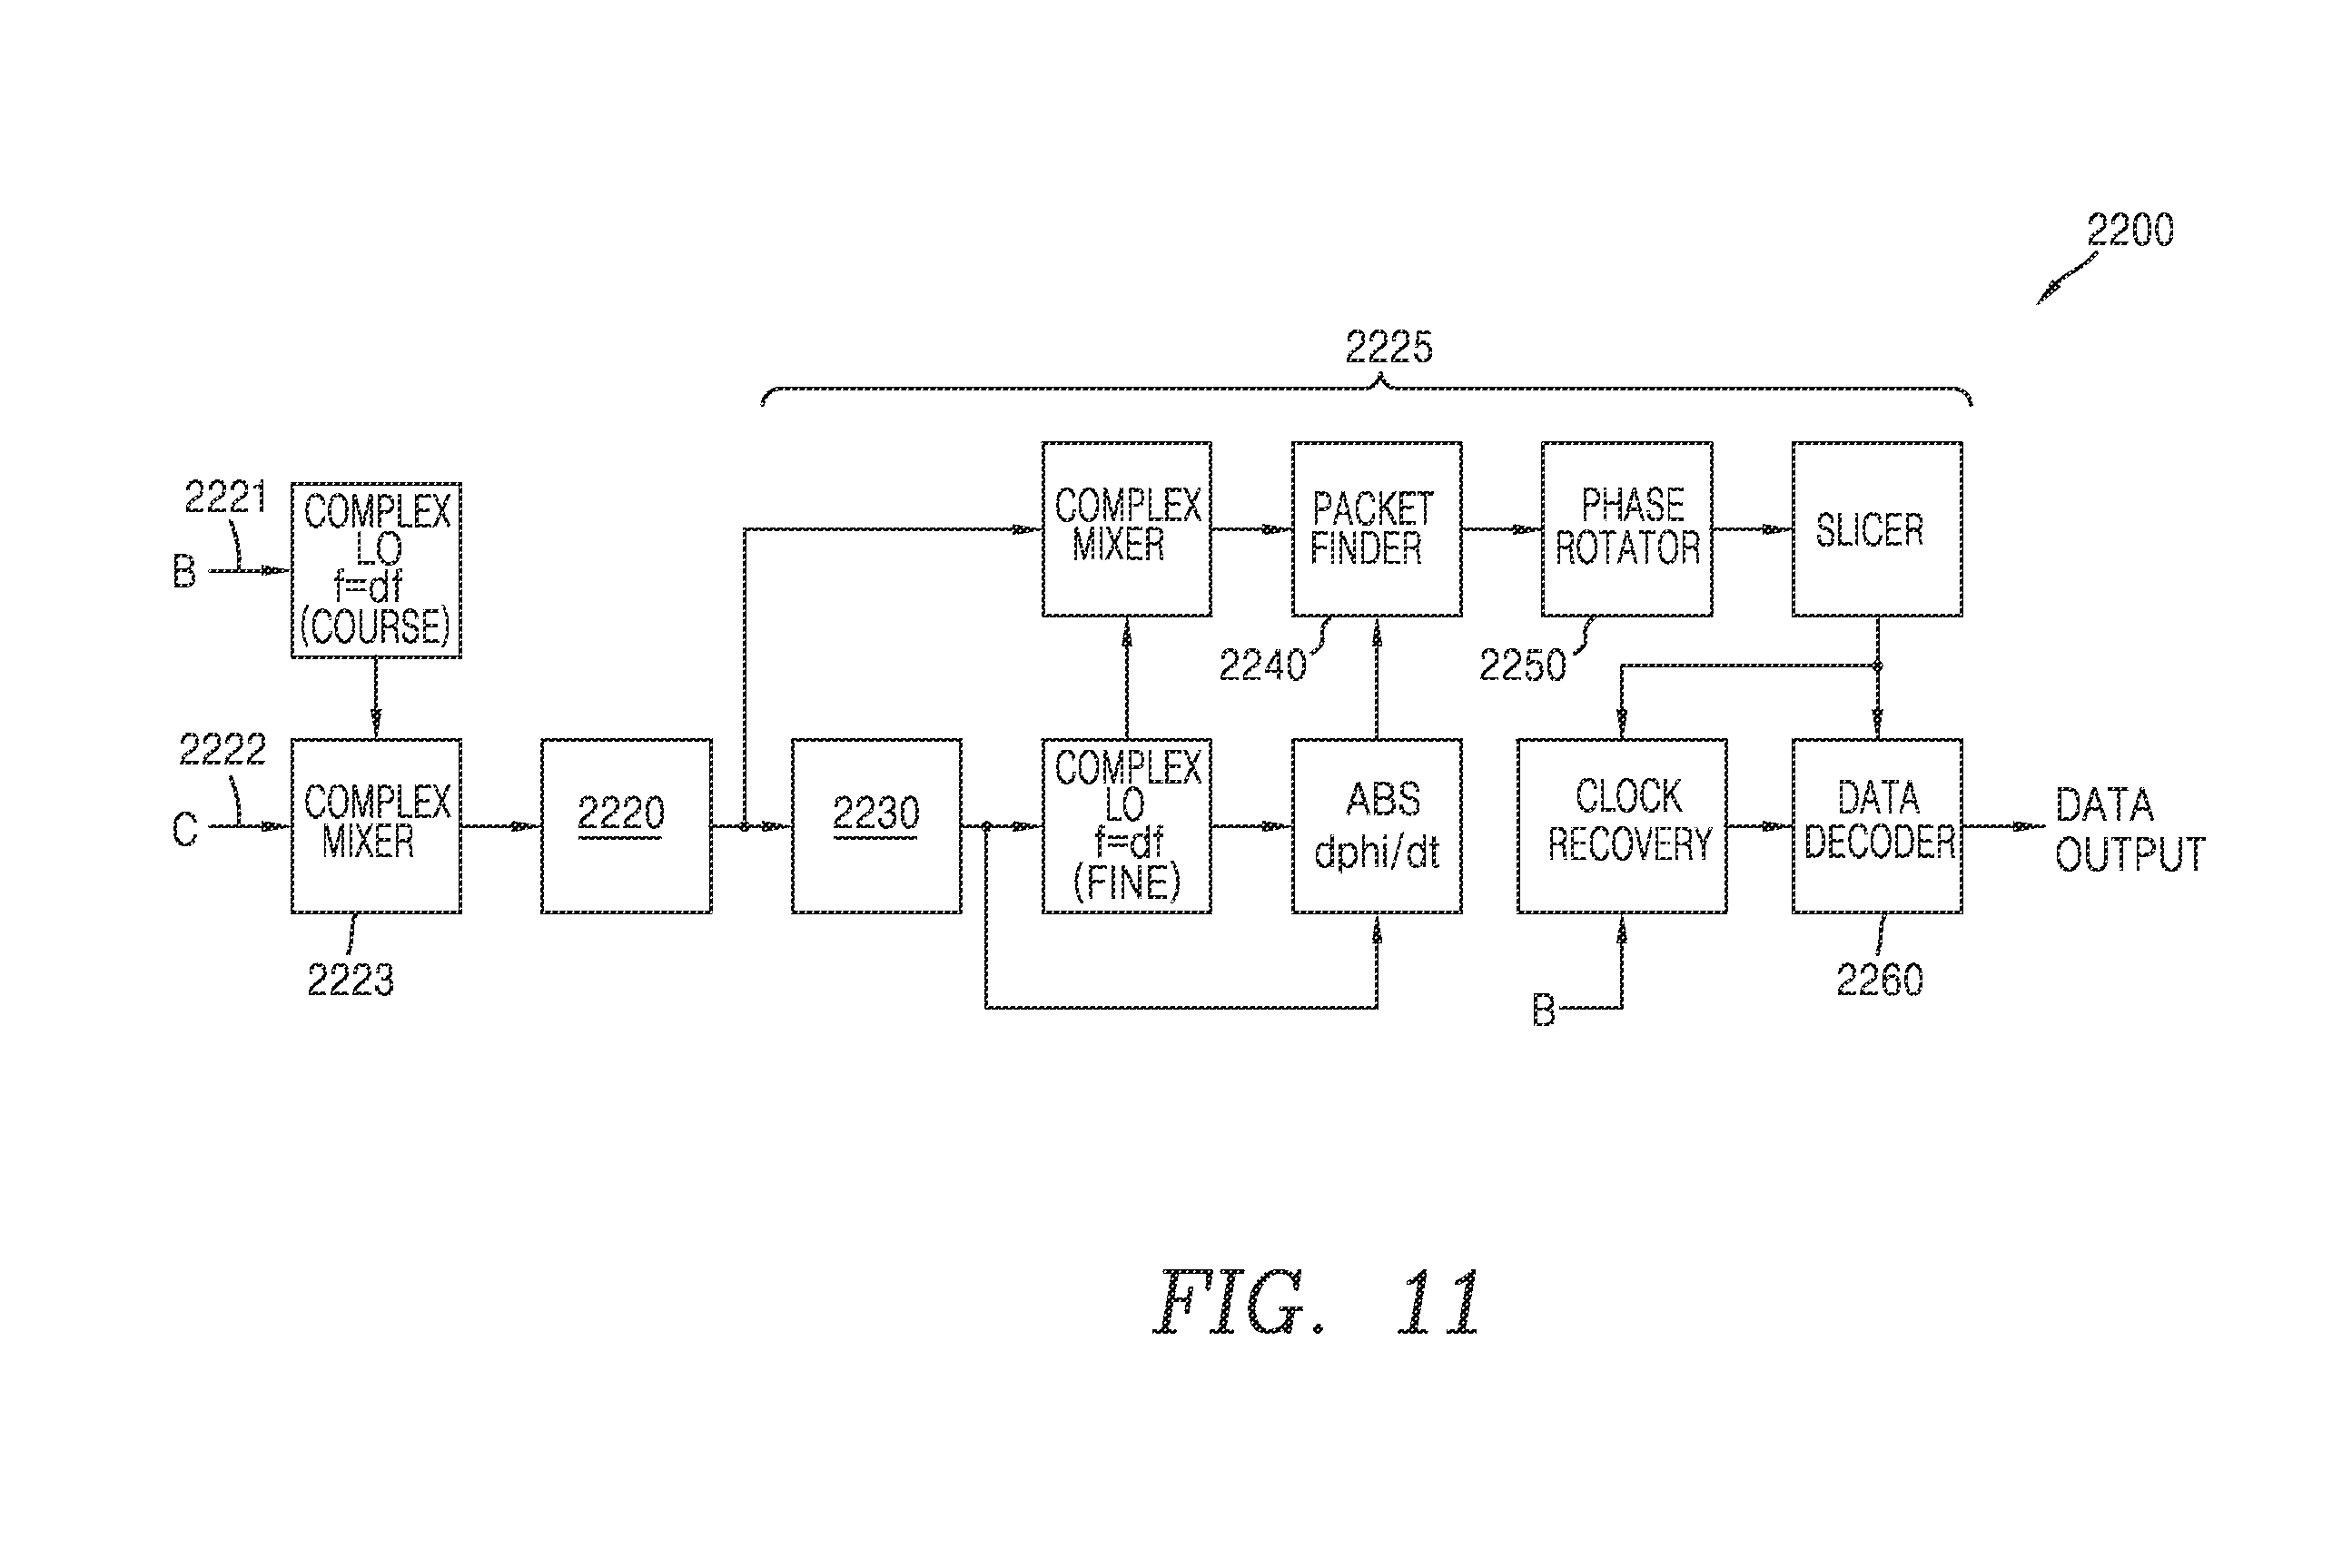 2200
2225
2221
B
COMPLEX
LO
f=df
(COURSE)
COMPLEX
MIXER
PACKET
FINDER
2240
PHASE
ROTATOR
2250
SLICER
2222
C
COMPLEX
MIXER
2223
2220
2230
COMPLEX
LO
f=df
(FINE)
ABS
dphi/dt
CLOCK
RECOVERY
B
DATA
DECODER
2260
DATA
OUTPUT
FIG. 11